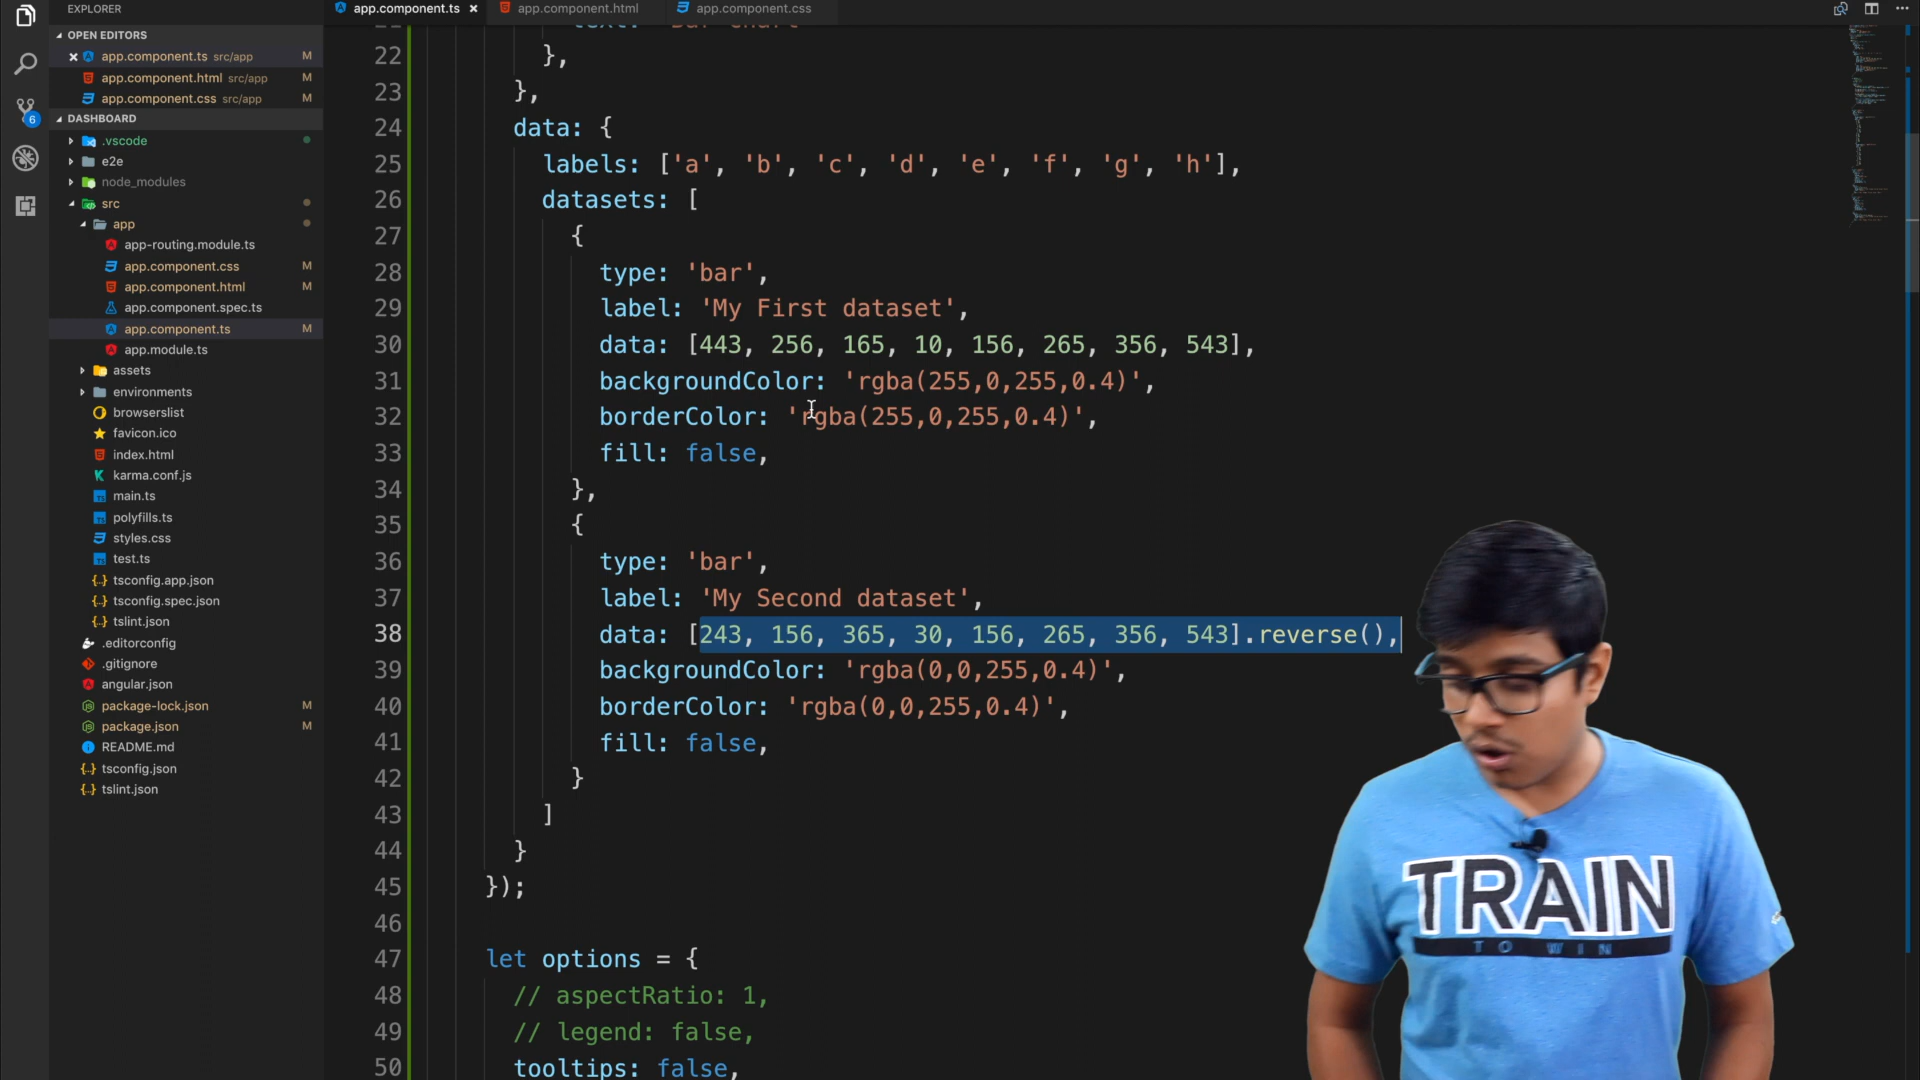 EXPLORER
OPEN EDITORS
app.component.ts src/app M
app.component.html src/app M
app.component.css src/app M
DASHBOARD
.vscode
e2e
node_modules
src
app
app-routing.module.ts
app.component.css M
app.component.html M
app.component.spec.ts
app.component.ts M
app.module.ts
assets
environments
browserslist
favicon.ico
index.html
karma.conf.js
main.ts
polyfills.ts
styles.css
test.ts
tsconfig.app.json
tsconfig.spec.json
tslint.json
.editorconfig
.gitignore
angular.json
package-lock.json M
package.json M
README.md
tsconfig.json
tslint.json
6
app.component.ts app.component.html app.component.css
22 },
23 },
24 data: {
25 labels: ['a', 'b', 'c', 'd', 'e', 'f', 'g', 'h'],
26 datasets: [
27 {
28 type: 'bar',
29 label: 'My First dataset',
30 data: [443, 256, 165, 10, 156, 265, 356, 543],
31 backgroundColor: 'rgba(255,0,255,0.4)',
32 borderColor: 'rgba(255,0,255,0.4)',
33 fill: false,
34 },
35 {
36 type: 'bar',
37 label: 'My Second dataset',
38 data: [243, 156, 365, 30, 156, 265, 356, 543].reverse(),
39 backgroundColor: 'rgba(0,0,255,0.4)',
40 borderColor: 'rgba(0,0,255,0.4)',
41 fill: false,
42 }
43 ]
44 }
45 });
46
47 let options = {
48 // aspectRatio: 1,
49 // legend: false,
50 tooltips: false,
TRAIN
TO WIN